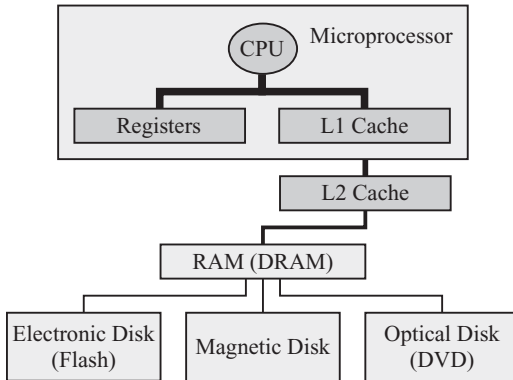 Microprocessor
CPU
Registers
L1 Cache
L2 Cache
RAM (DRAM)
Electronic Disk
(Flash)
Magnetic Disk
Optical Disk
(DVD)